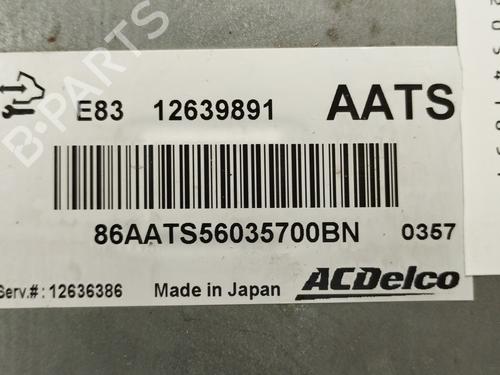 E83 12639891 AATS
86AATS56035700BN 0357
Serv.#: 12636386 Made in Japan ACDelco
B-PARTS